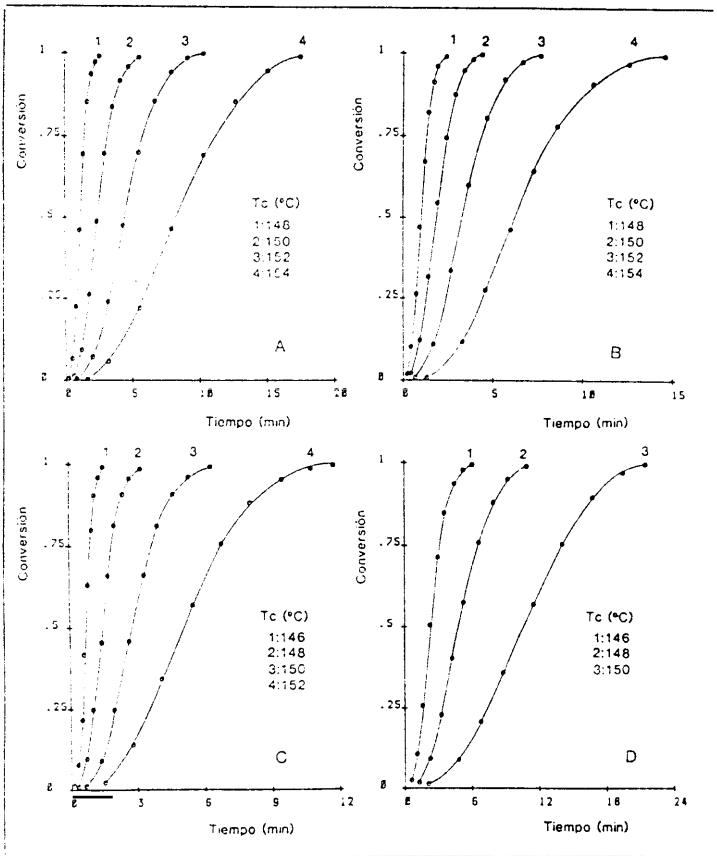 1 2 3 4
1
.75
.5
.25
0
Conversión
Tc (ºC)
1:148
2:150
3:152
4:154
A
0 5 10 15 20
Tiempo (min)
1 2 3 4
1
.75
.5
.25
0
Conversión
Tc (ºC)
1:148
2:150
3:152
4:154
B
0 5 10 15
Tiempo (min)
1 2 3 4
1
.75
.5
.25
0
Conversión
Tc (ºC)
1:146
2:148
3:150
4:152
C
0 3 6 9 12
Tiempo (min)
1 2 3
1
.75
.5
.25
0
Conversión
Tc (ºC)
1:146
2:148
3:150
D
0 6 12 18 24
Tiempo (min)